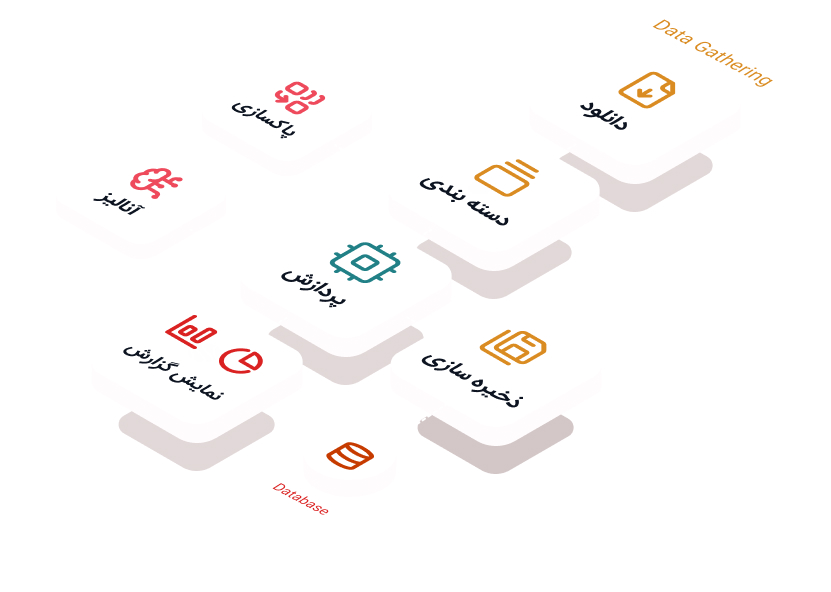 Data Gathering
دانلود
پاکسازی
دسته بندی
آنالیز
پردازش
ذخیره سازی
نمایش گزارش
Database